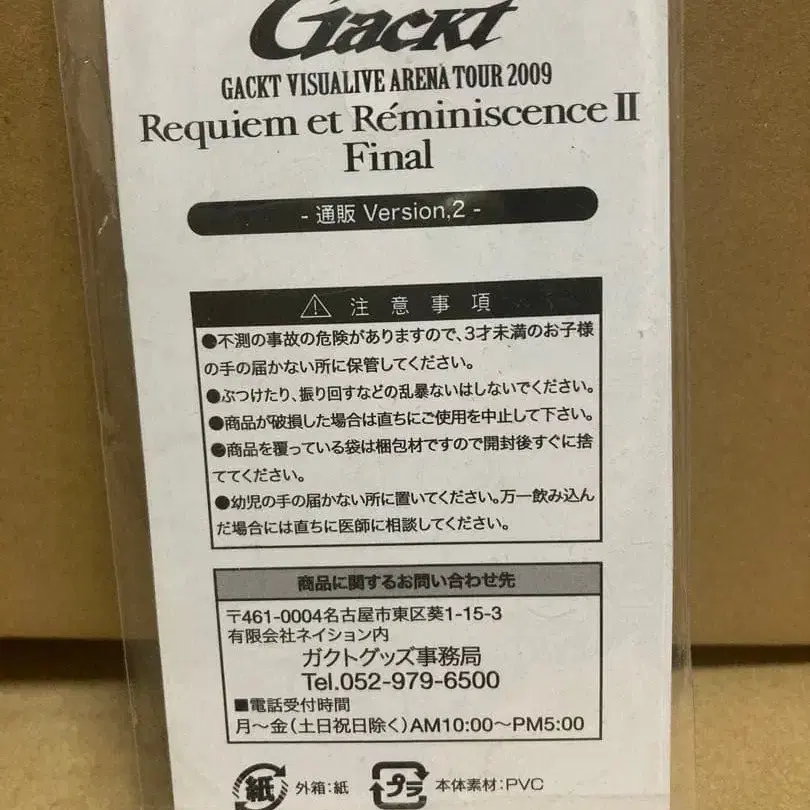 Gackt
GACKT VISUALIVE ARENA TOUR 2009
Requiem et Réminiscence II
Final
- 通販 Version,2 -
注意事項
●不測の事故の危険がありますので、3才未満のお子様
の手の届かない所に保管してください。
●ぶつけたり、振り回すなどの乱暴ないはしないでください。
●商品が破損した場合は直ちにご使用を中止して下さい。
●商品を覆っている袋は梱包材ですので開封後すぐに捨
ててください。
●幼児の手の届かない所に置いてください。万一飲み込ん
だ場合には直ちに医師に相談してください。
商品に関するお問い合わせ先
〒461-0004名古屋市東区葵1-15-3
有限会社ネイション内
ガクトグッズ事務局
Tel.052-979-6500
■電話受付時間
月〜金(土日祝日除く)AM10:00〜PM5:00
紙 外箱:紙 プラ 本体素材:PVC